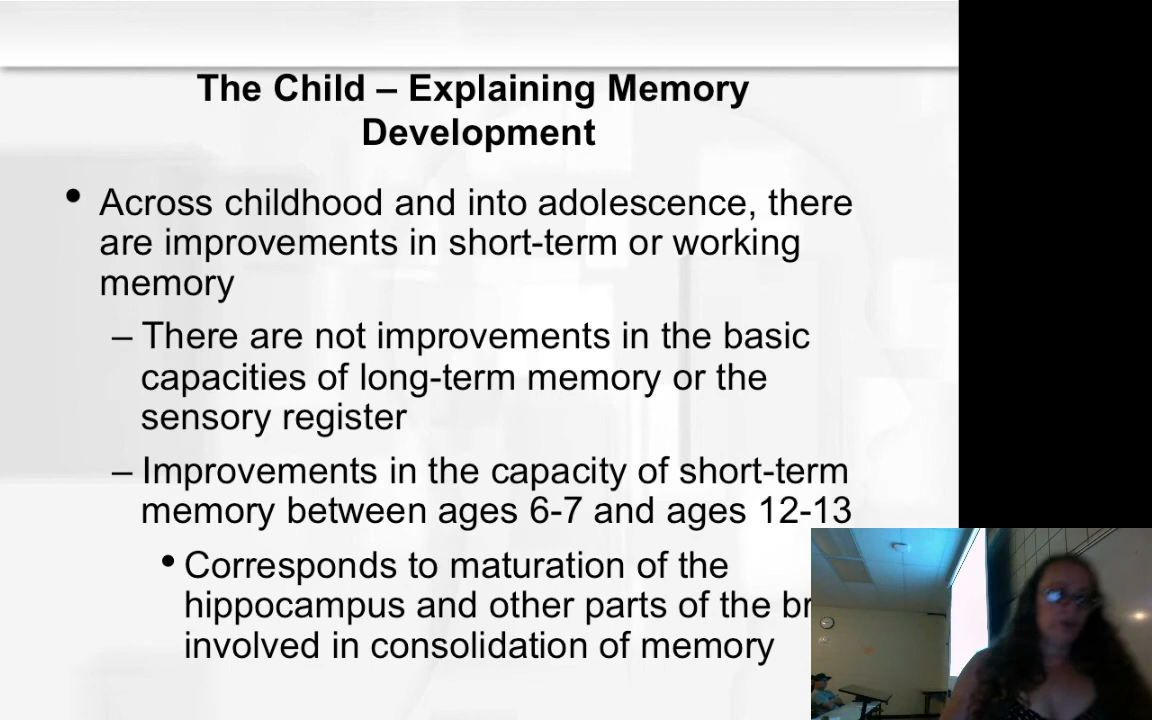 The Child – Explaining Memory
Development
• Across childhood and into adolescence, there
are improvements in short-term or working
memory
– There are not improvements in the basic
capacities of long-term memory or the
sensory register
– Improvements in the capacity of short-term
memory between ages 6-7 and ages 12-13
• Corresponds to maturation of the
hippocampus and other parts of the
involved in consolidation of memory